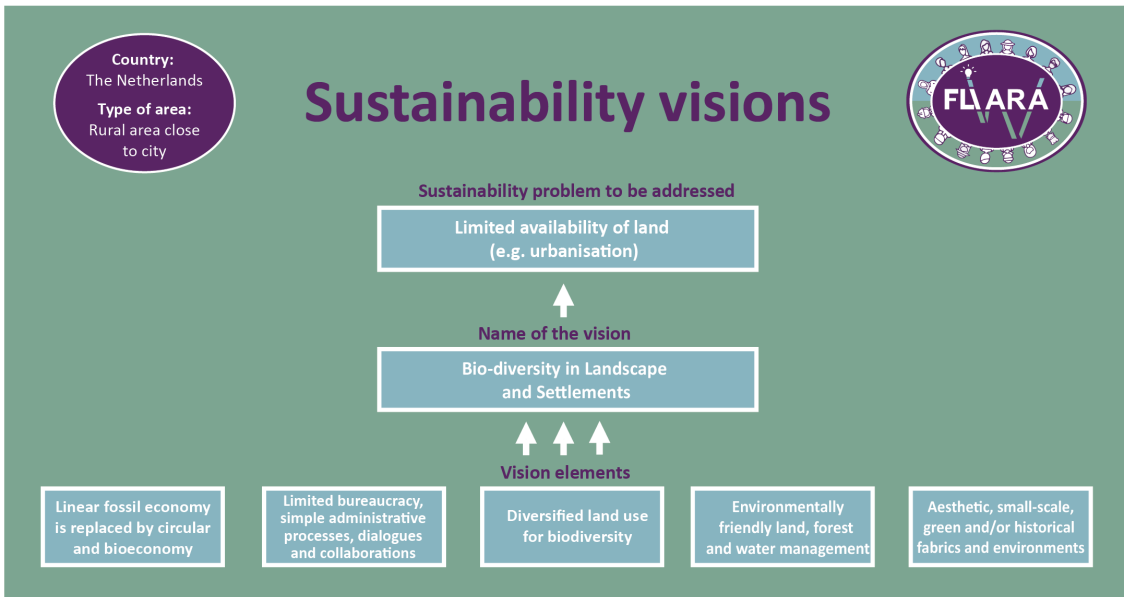 Country:
The Netherlands
Type of area:
Rural area close
to city
Sustainability visions
FLIARA
Sustainability problem to be addressed
Limited availability of land
(e.g. urbanisation)
Name of the vision
Bio-diversity in Landscape
and Settlements
Vision elements
Linear fossil economy
is replaced by circular
and bioeconomy
Limited bureaucracy,
simple administrative
processes, dialogues
and collaborations
Diversified land use
for biodiversity
Environmentally
friendly land, forest
and water management
Aesthetic, small-scale,
green and/or historical
fabrics and environments